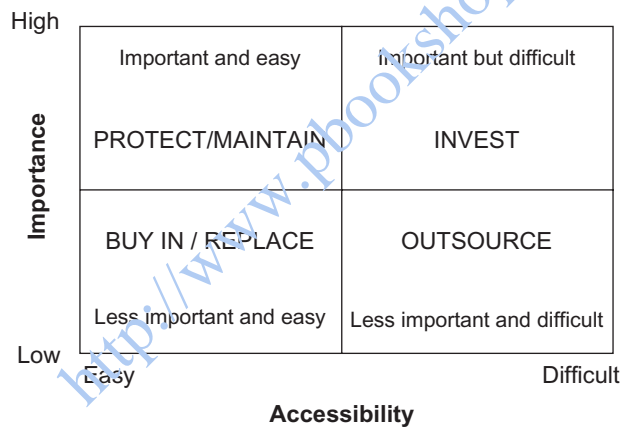 High
Important and easy
Important but difficult
PROTECT/MAINTAIN
INVEST
Importance
BUY IN / REPLACE
OUTSOURCE
Less important and easy
Less important and difficult
Low
Easy
Difficult
Accessibility
http://www.pbookshop